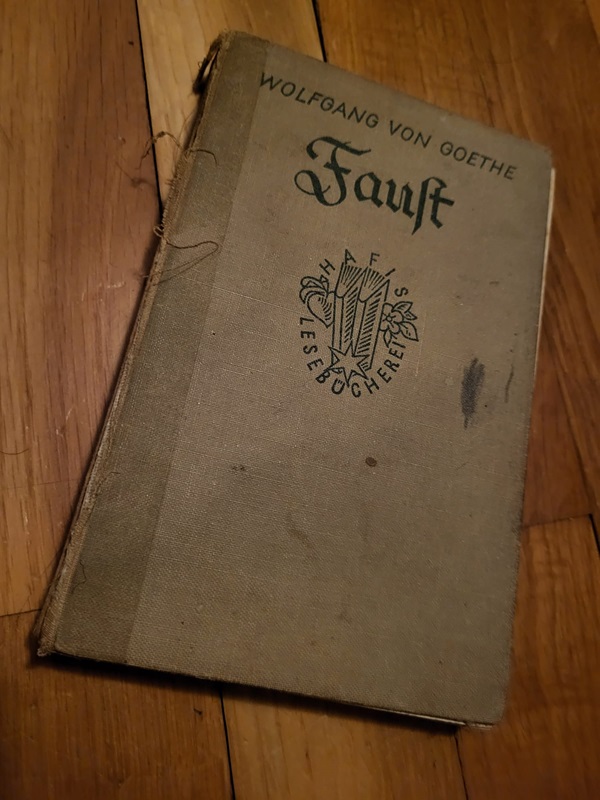 WOLFGANG VON GOETHE
Faust
HAFIS
LESEBÜCHEREI